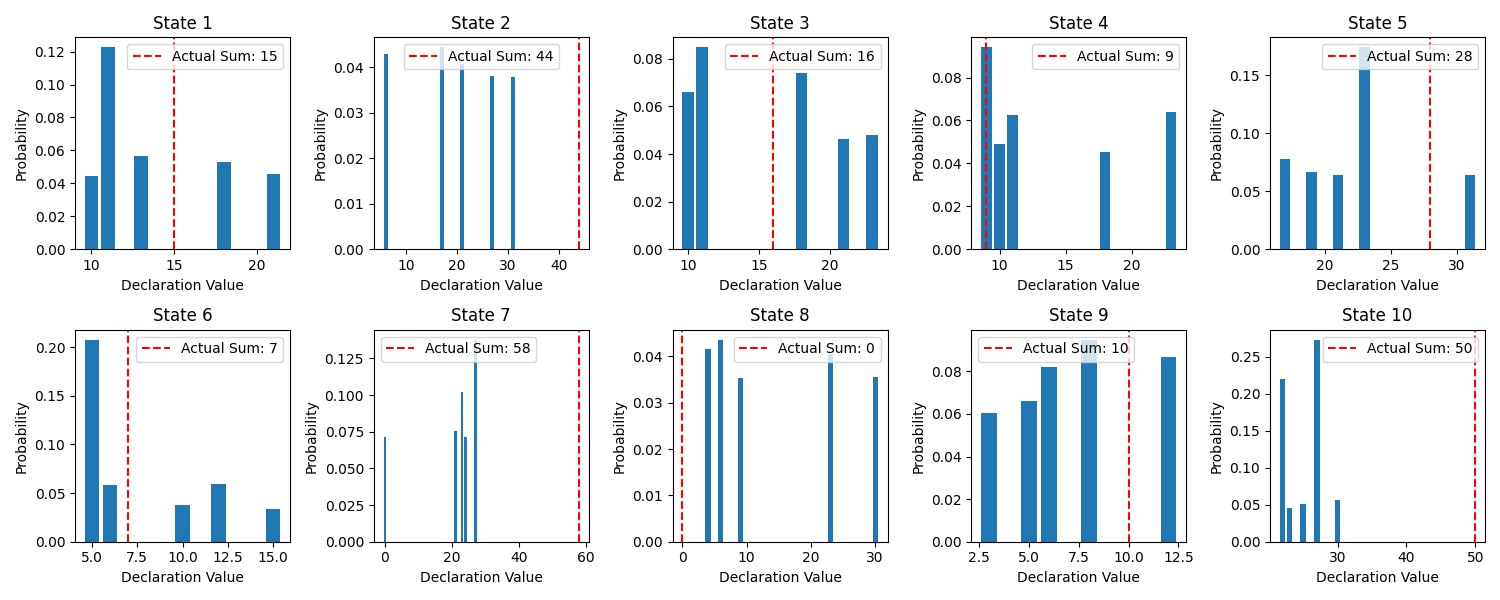 State 1
Actual Sum: 15
0.12
0.10
0.08
0.06
0.04
0.02
0.00
Probability
10 15 20
Declaration Value
State 2
Actual Sum: 44
0.04
0.03
0.02
0.01
0.00
Probability
10 20 30 40
Declaration Value
State 3
Actual Sum: 16
0.08
0.06
0.04
0.02
0.00
Probability
10 20
Declaration Value
State 4
Actual Sum: 9
0.08
0.06
0.04
0.02
0.00
Probability
10 15 20
Declaration Value
State 5
Actual Sum: 28
0.15
0.10
0.05
0.00
Probability
20 25 30
Declaration Value
State 6
Actual Sum: 7
0.20
0.15
0.10
0.05
0.00
Probability
5.0 7.5 10.0 12.5 15.0
Declaration Value
State 7
Actual Sum: 58
0.125
0.100
0.075
0.050
0.025
0.000
Probability
0 20 40 60
Declaration Value
State 8
Actual Sum: 0
0.04
0.03
0.02
0.01
0.00
Probability
0 10 20 30
Declaration Value
State 9
Actual Sum: 10
0.08
0.06
0.04
0.02
0.00
Probability
2.5 5.0 7.5 10.0 12.5
Declaration Value
State 10
Actual Sum: 50
0.25
0.20
0.15
0.10
0.05
0.00
Probability
30 40 50
Declaration Value